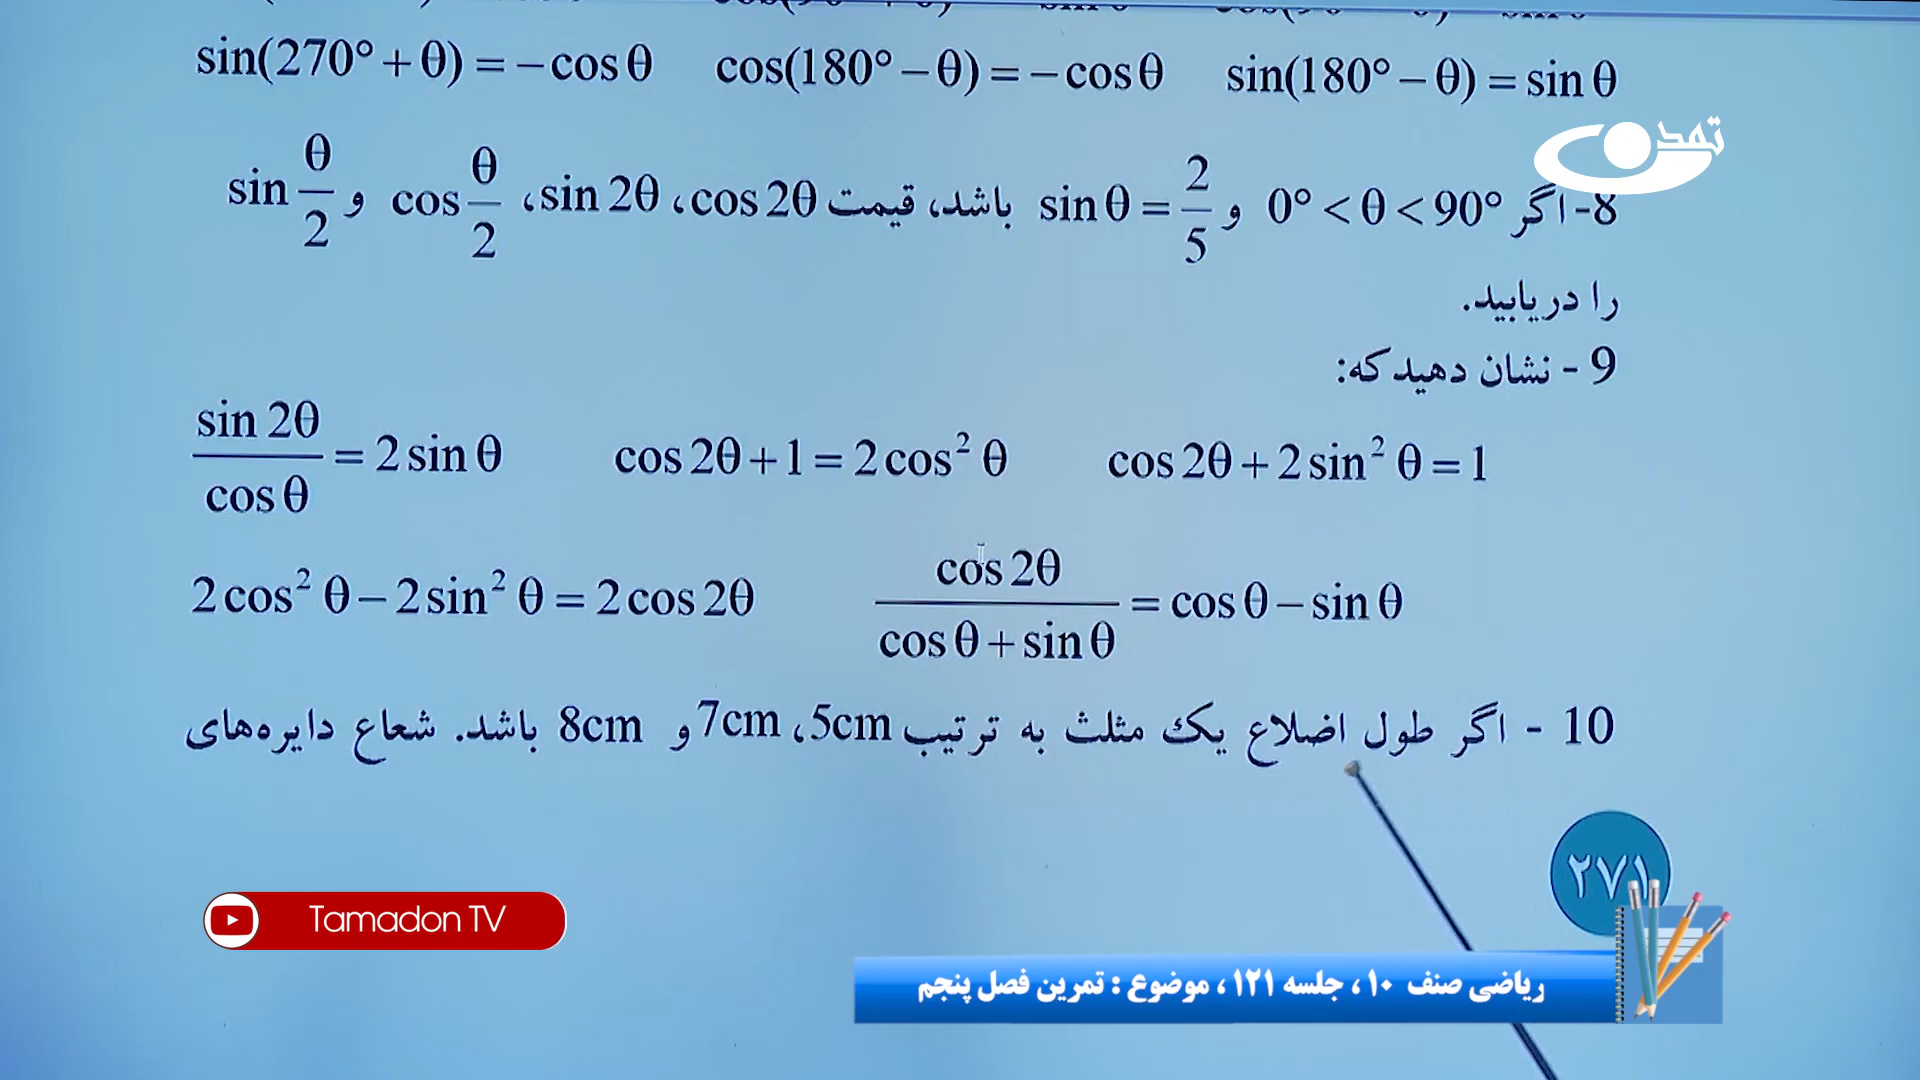 sin(270° + θ) = −cos θ    cos(180° − θ) = −cos θ    sin(180° − θ) = sin θ
تمدن
8- اگر 0° < θ < 90° و sin θ = 2/5 باشد، قیمت cos 2θ، sin 2θ، cos θ/2 و sin θ/2
را دریابید.
9 - نشان دهید که:
sin 2θ / cos θ = 2 sin θ    cos 2θ + 1 = 2 cos² θ    cos 2θ + 2 sin² θ = 1
2 cos² θ − 2 sin² θ = 2 cos 2θ    cos 2θ / (cos θ + sin θ) = cos θ − sin θ
10 - اگر طول اضلاع یک مثلث به ترتیب 5cm، 7cm و 8cm باشد. شعاع دایره‌های
۲۷۱
Tamadon TV
ریاضی صنف ۱۰، جلسه ۱۲۱، موضوع : تمرین فصل پنجم